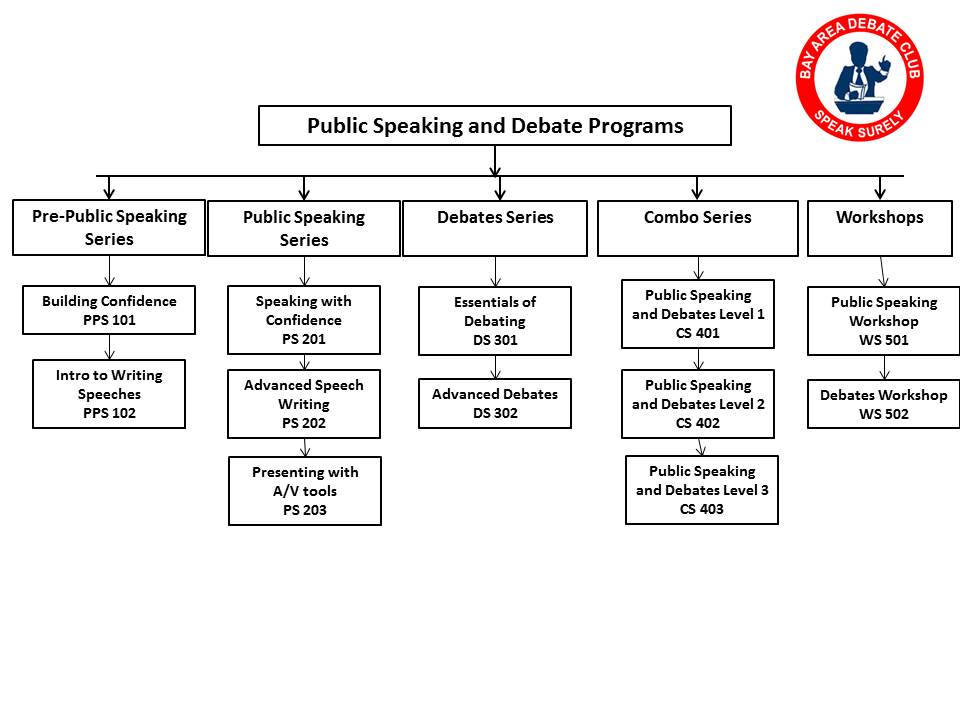 BAY AREA DEBATE CLUB
SPEAK SURELY
Public Speaking and Debate Programs
Pre-Public Speaking
Series
Public Speaking
Series
Debates Series
Combo Series
Workshops
Building Confidence
PPS 101
Intro to Writing
Speeches
PPS 102
Speaking with
Confidence
PS 201
Advanced Speech
Writing
PS 202
Presenting with
A/V tools
PS 203
Essentials of
Debating
DS 301
Advanced Debates
DS 302
Public Speaking
and Debates Level 1
CS 401
Public Speaking
and Debates Level 2
CS 402
Public Speaking
and Debates Level 3
CS 403
Public Speaking
Workshop
WS 501
Debates Workshop
WS 502